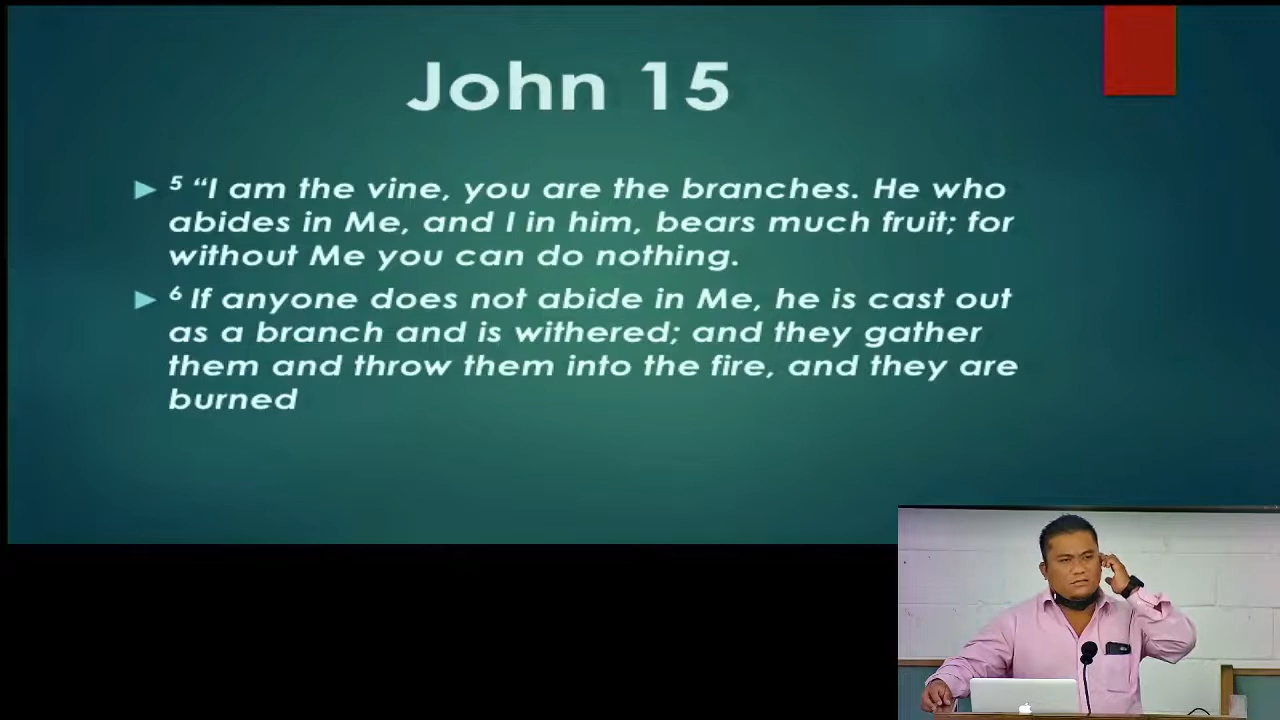 John 15
5 “I am the vine, you are the branches. He who
abides in Me, and I in him, bears much fruit; for
without Me you can do nothing.
6 If anyone does not abide in Me, he is cast out
as a branch and is withered; and they gather
them and throw them into the fire, and they are
burned